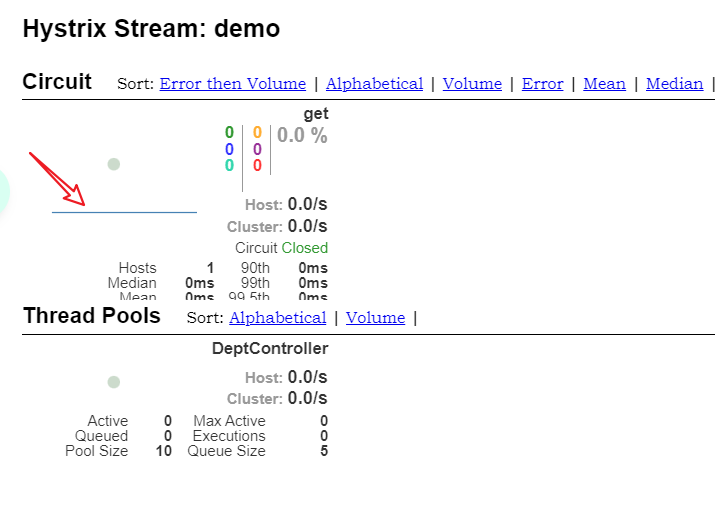 Hystrix Stream: demo
Circuit Sort: Error then Volume | Alphabetical | Volume | Error | Mean | Median |
get
0 0 0.0 %
0 0
0 0
Host: 0.0/s
Cluster: 0.0/s
Circuit Closed
Hosts 1 90th 0ms
Median 0ms 99th 0ms
Mean 0ms 99.5th 0ms
Thread Pools Sort: Alphabetical | Volume |
DeptController
Host: 0.0/s
Cluster: 0.0/s
Active 0 Max Active 0
Queued 0 Executions 0
Pool Size 10 Queue Size 5